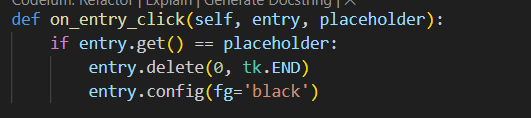 Codeium: Refactor | Explain | Generate Docstring | X
def on_entry_click(self, entry, placeholder):
    if entry.get() == placeholder:
        entry.delete(0, tk.END)
        entry.config(fg='black')